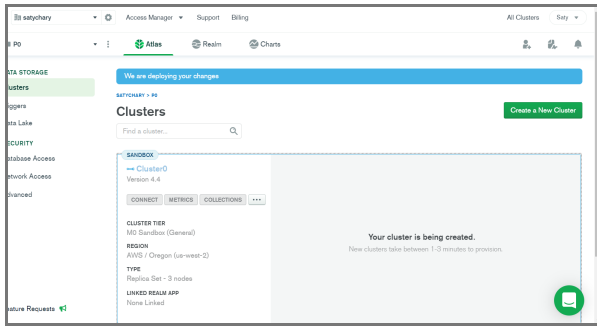 satychary
Access Manager
Support
Billing
All Clusters
Saty
P0
Atlas
Realm
Charts
ATA STORAGE
We are deploying your changes
lusters
SATYCHARY > P0
iggers
Clusters
Create a New Cluster
ata Lake
Find a cluster...
ECURITY
SANDBOX
atabase Access
Cluster0
Version 4.4
etwork Access
dvanced
CONNECT
METRICS
COLLECTIONS
...
CLUSTER TIER
M0 Sandbox (General)
Your cluster is being created.
REGION
New clusters take between 1-3 minutes to provision.
AWS / Oregon (us-west-2)
TYPE
Replica Set - 3 nodes
LINKED REALM APP
None Linked
eature Requests